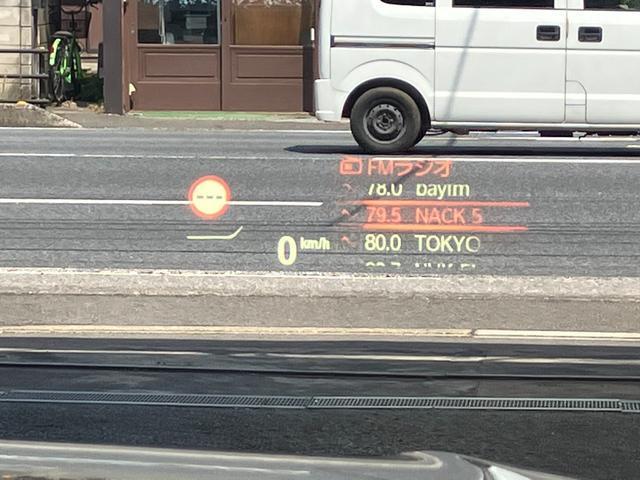 FMラジオ
78.0 bayfm
79.5 NACK 5
80.0 TOKYO
0 km/h